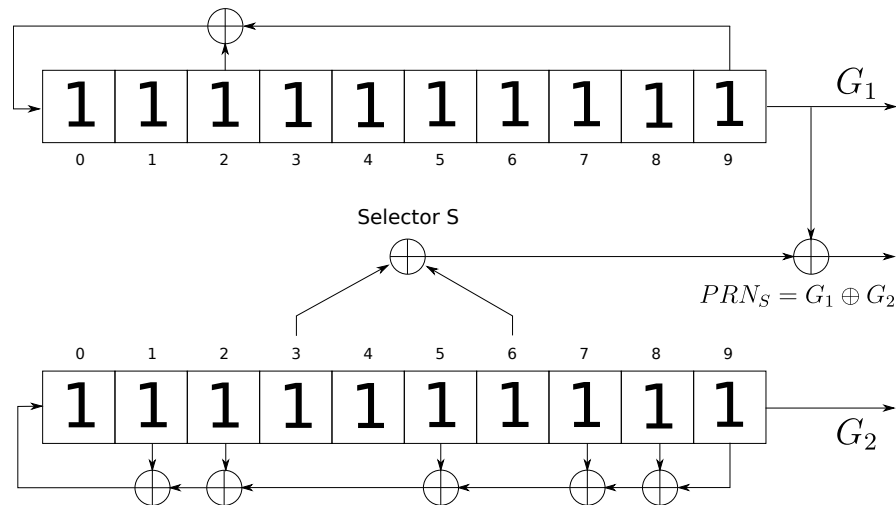 1 1 1 1 1 1 1 1 1 1
G₁
0 1 2 3 4 5 6 7 8 9
Selector S
PRN_S = G₁ ⊕ G₂
0 1 2 3 4 5 6 7 8 9
1 1 1 1 1 1 1 1 1 1
G₂